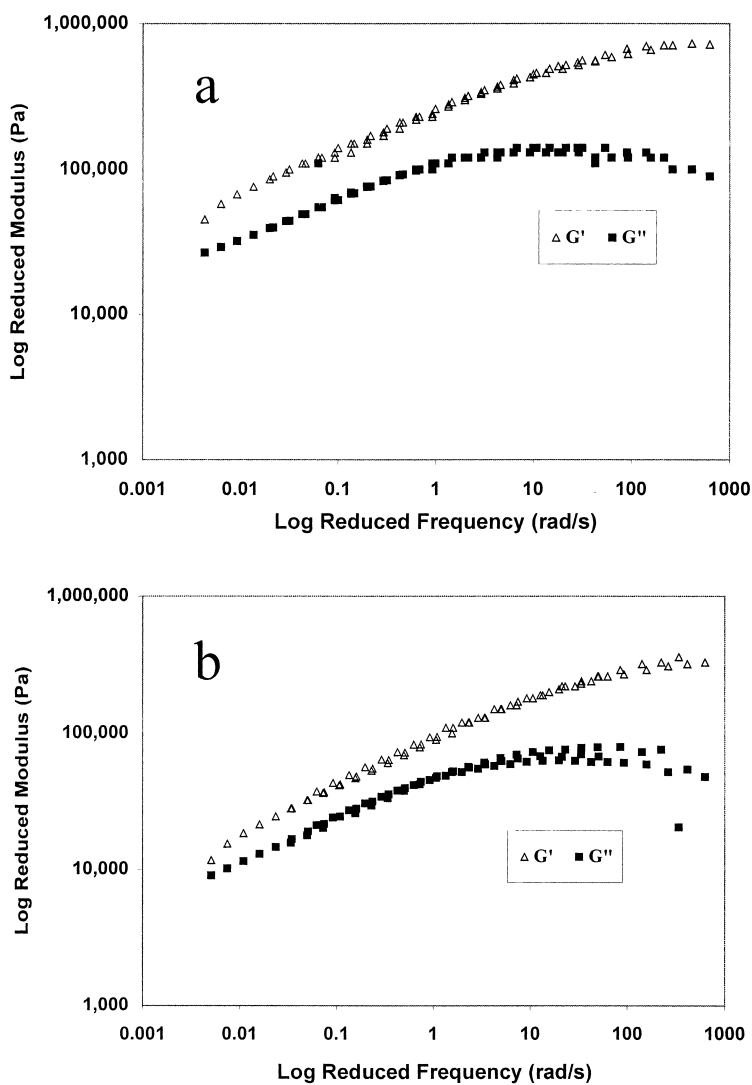 1,000,000
a
100,000
10,000
1,000
Log Reduced Modulus (Pa)
G' G"
0.001 0.01 0.1 1 10 100 1000
Log Reduced Frequency (rad/s)
1,000,000
b
100,000
10,000
1,000
Log Reduced Modulus (Pa)
G' G"
0.001 0.01 0.1 1 10 100 1000
Log Reduced Frequency (rad/s)